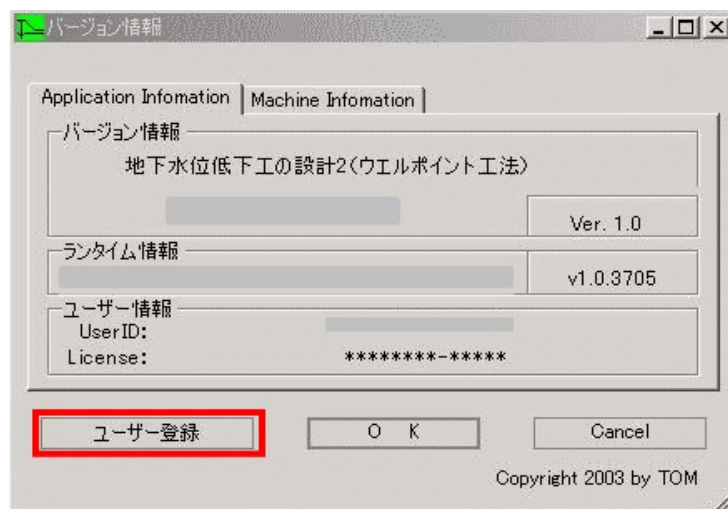 バージョン情報
Application Infomation
Machine Infomation
バージョン情報
地下水位低下工の設計2(ウエルポイント工法)
Ver. 1.0
ランタイム情報
v1.0.3705
ユーザー情報
UserID:
License:
********-*****
ユーザー登録
O K
Cancel
Copyright 2003 by TOM